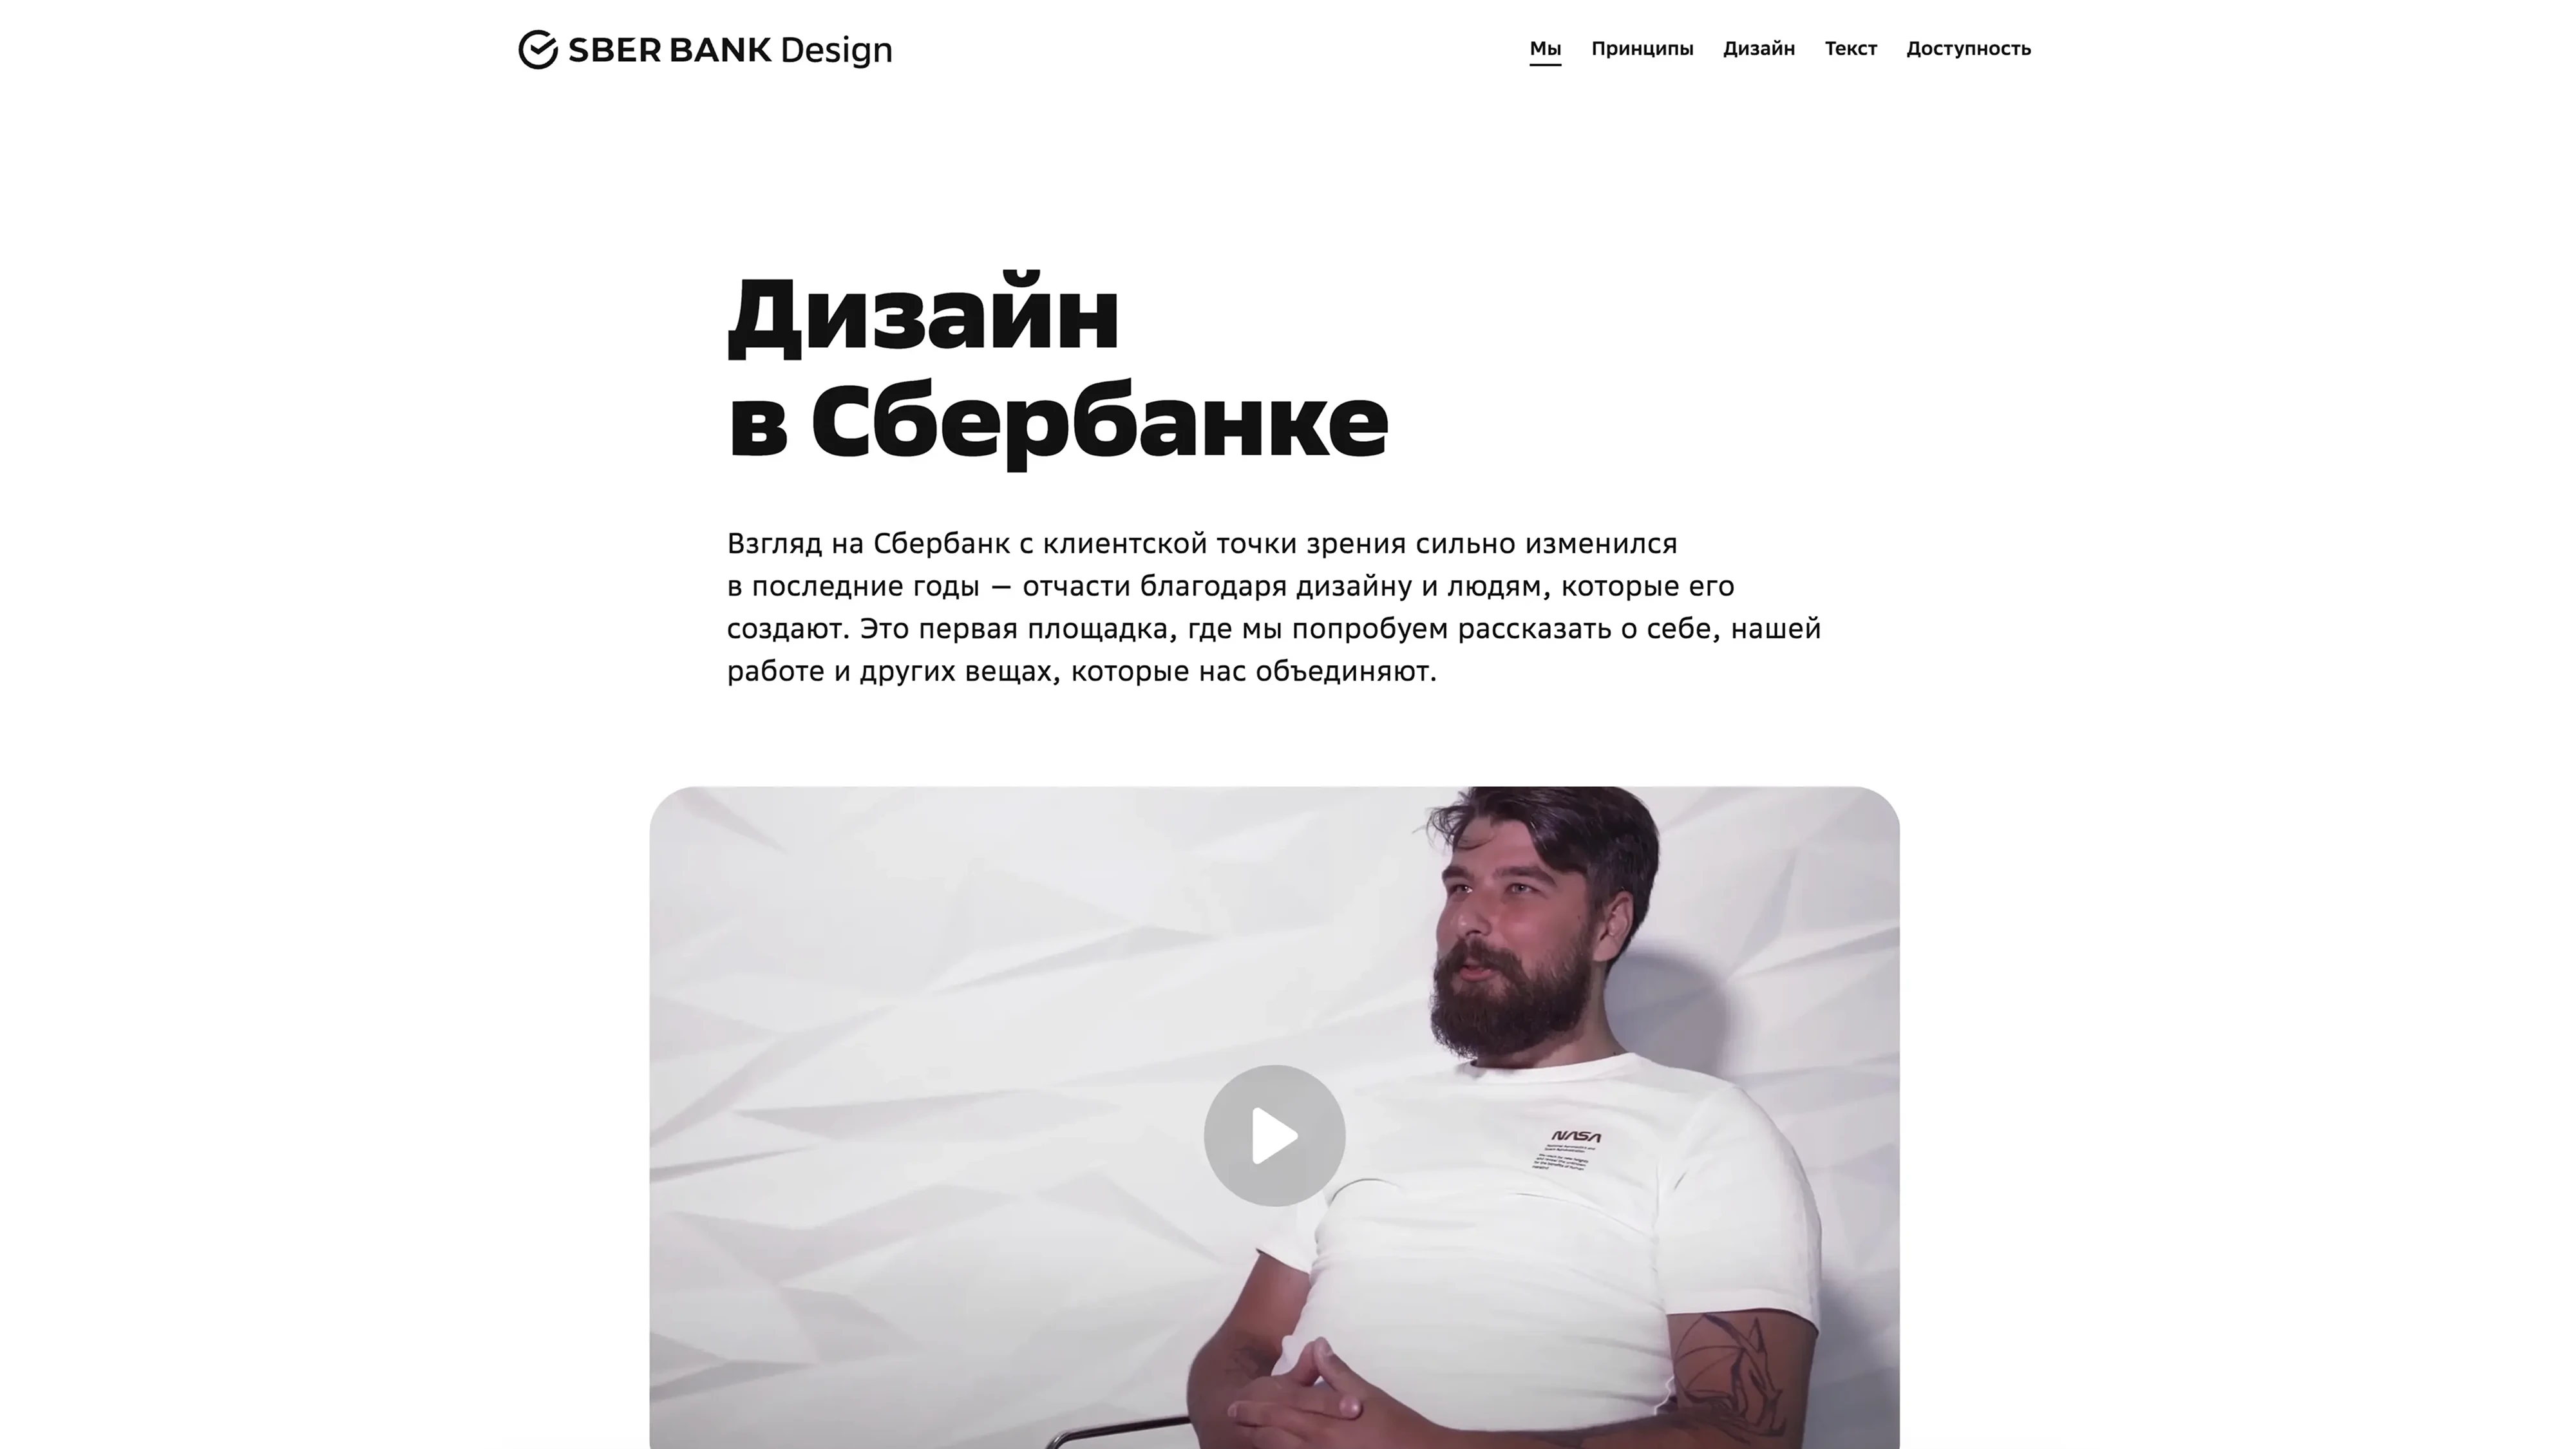 SBER BANK Design
Мы Принципы Дизайн Текст Доступность
Дизайн
в Сбербанке
Взгляд на Сбербанк с клиентской точки зрения сильно изменился
в последние годы — отчасти благодаря дизайну и людям, которые его
создают. Это первая площадка, где мы попробуем рассказать о себе, нашей
работе и других вещах, которые нас объединяют.
NASA